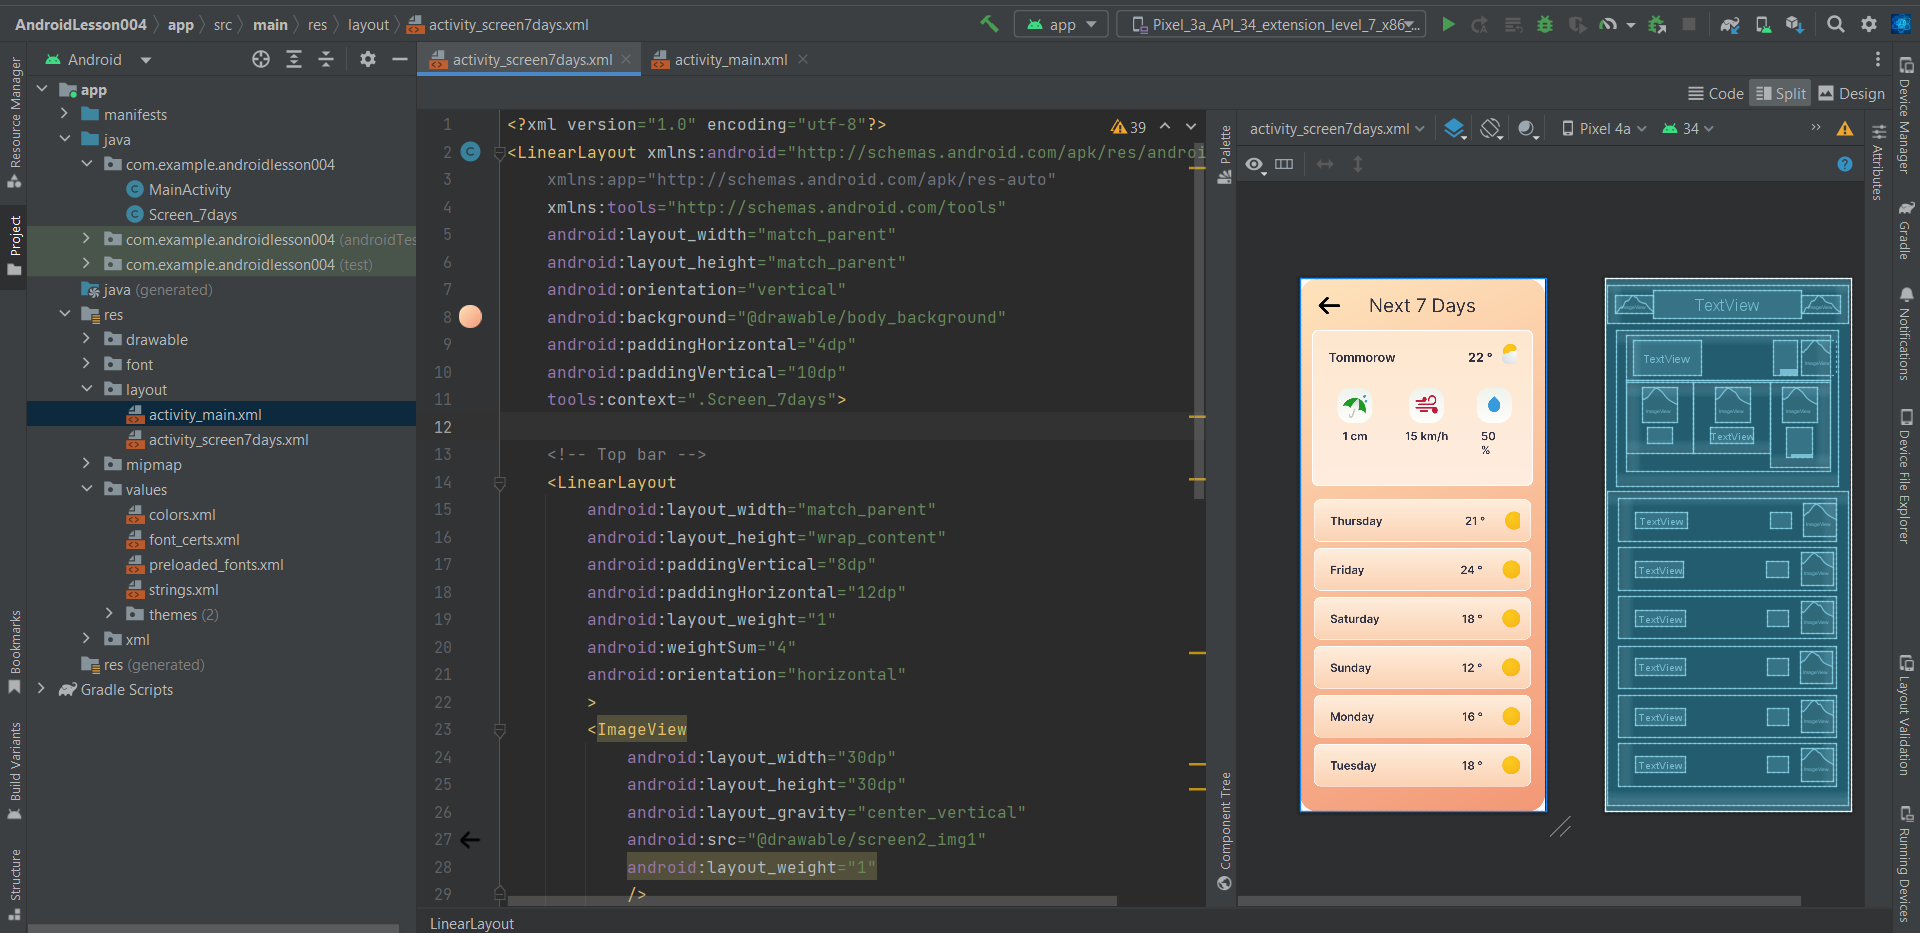 AndroidLesson004 app src main res layout activity_screen7days.xml
app
Pixel_3a_API_34_extension_level_7_x86
Android
activity_screen7days.xml
activity_main.xml
Code
Split
Design
Resource Manager
Project
Bookmarks
Build Variants
Structure
app
manifests
java
com.example.androidlesson004
MainActivity
Screen_7days
com.example.androidlesson004 (androidTes
com.example.androidlesson004 (test)
java (generated)
res
drawable
font
layout
activity_main.xml
activity_screen7days.xml
mipmap
values
colors.xml
font_certs.xml
preloaded_fonts.xml
strings.xml
themes (2)
xml
res (generated)
Gradle Scripts
39
1 <?xml version="1.0" encoding="utf-8"?>
2 <LinearLayout xmlns:android="http://schemas.android.com/apk/res/androi
3 xmlns:app="http://schemas.android.com/apk/res-auto"
4 xmlns:tools="http://schemas.android.com/tools"
5 android:layout_width="match_parent"
6 android:layout_height="match_parent"
7 android:orientation="vertical"
8 android:background="@drawable/body_background"
9 android:paddingHorizontal="4dp"
10 android:paddingVertical="10dp"
11 tools:context=".Screen_7days">
12
13 <!-- Top bar -->
14 <LinearLayout
15 android:layout_width="match_parent"
16 android:layout_height="wrap_content"
17 android:paddingVertical="8dp"
18 android:paddingHorizontal="12dp"
19 android:layout_weight="1"
20 android:weightSum="4"
21 android:orientation="horizontal"
22 >
23 <ImageView
24 android:layout_width="30dp"
25 android:layout_height="30dp"
26 android:layout_gravity="center_vertical"
27 android:src="@drawable/screen2_img1"
28 android:layout_weight="1"
29 />
LinearLayout
Palette
Component Tree
activity_screen7days.xml
Pixel 4a
34
Next 7 Days
Tommorow
22 °
1 cm
15 km/h
50
%
Thursday 21 °
Friday 24 °
Saturday 18 °
Sunday 12 °
Monday 16 °
Tuesday 18 °
TextView
TextView
ImageView
ImageView
ImageView
TextView
TextView
ImageView
TextView
ImageView
TextView
ImageView
TextView
ImageView
TextView
ImageView
TextView
ImageView
Attributes
Device Manager
Gradle
Notifications
Device File Explorer
Layout Validation
Running Devices